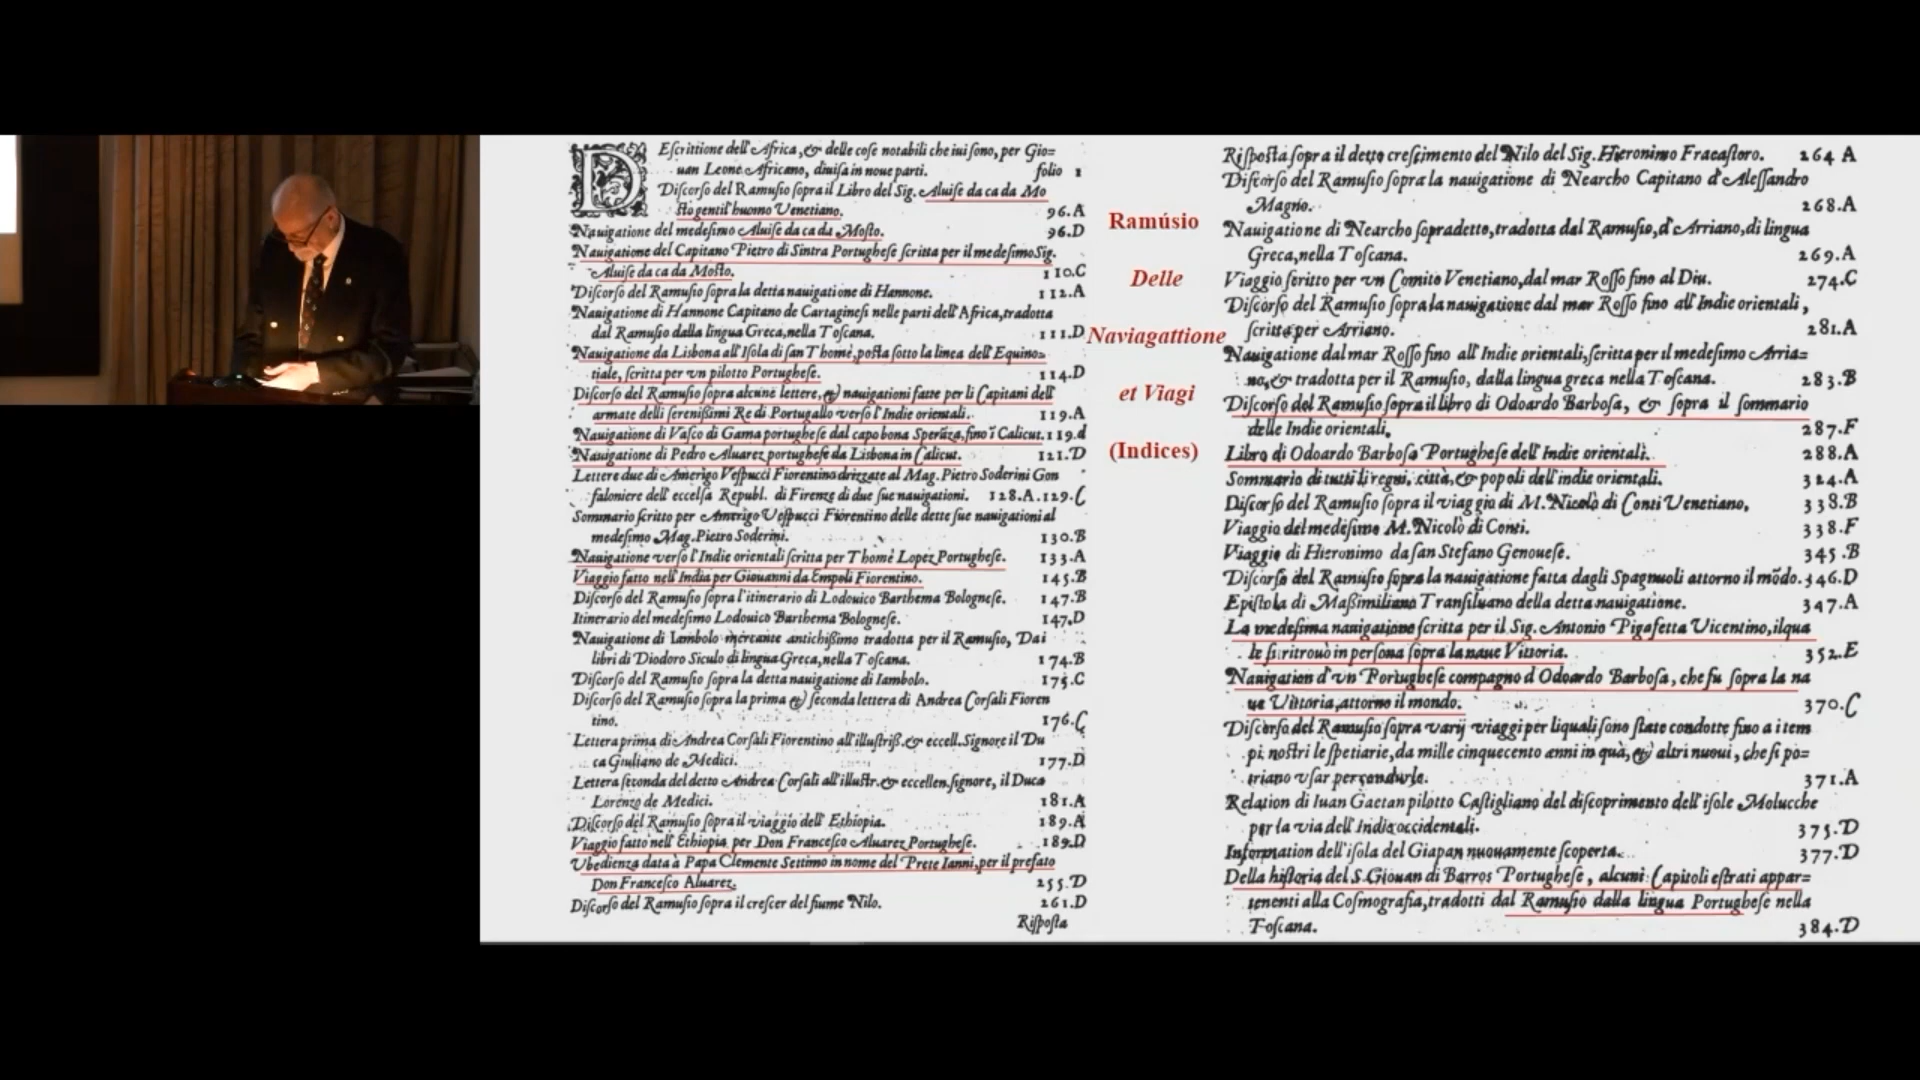 DEſcrittione dell'Africa, & delle coſe notabili che iui ſono, per Gio=
uan Leone Africano, diuiſa in noue parti. folio 1
Diſcorſo del Ramuſio ſopra il Libro del Sig. Aluiſe da ca da Mo
ſto gentil'huomo Venetiano. 96.A
Nauigatione del medeſimo Aluiſe da ca da Moſto. 96.D
Nauigatione del Capitano Pietro di Sintra Portugheſe ſcritta per il medeſimo Sig.
Aluiſe da ca da Moſto. 110.C
Diſcorſo del Ramuſio ſopra la detta nauigatione di Hannone. 112.A
Nauigatione di Hannone Capitano de Cartagineſi nelle parti dell'Africa, tradotta
dal Ramuſio dalla lingua Greca, nella Toſcana. 111.D
Nauigatione da Lisbona all'Iſola di ſan Thomè, poſta ſotto la linea dell'Equino=
tiale, ſcritta per vn pilotto Portugheſe. 114.D
Diſcorſo del Ramuſio ſopra alcune lettere, & nauigationi fatte per li Capitani dell'
armate delli ſereniſſimi Re di Portugallo verſo l'Indie orientali. 119.A
Nauigatione di Vaſco di Gama portugheſe dal capo bona Sperāza, fino ī Calicut. 119.d
Nauigatione di Pedro Aluarez portugheſe da Lisbona in Calicut. 121.D
Lettere due di Amerigo Veſpucci Fiorentino drizzate al Mag. Pietro Soderini Gon
faloniere dell'eccelſa Republ. di Firenze di due ſue nauigationi. 128.A.129.C
Sommario ſcritto per Amerigo Veſpucci Fiorentino delle dette ſue nauigationi al
medeſimo Mag. Pietro Soderini. 130.B
Nauigatione verſo l'Indie orientali ſcritta per Thomè Lopez Portugheſe. 133.A
Viaggio fatto nell'India per Giouanni da Empoli Fiorentino. 145.B
Diſcorſo del Ramuſio ſopra l'itinerario di Lodouico Barthema Bologneſe. 147.B
Itinerario del medeſimo Lodouico Barthema Bologneſe. 147.D
Nauigatione di Iambolo mercante antichiſſimo tradotta per il Ramuſio, Dai
libri di Diodoro Siculo di lingua Greca, nella Toſcana. 174.B
Diſcorſo del Ramuſio ſopra la detta nauigatione di Iambolo. 175.C
Diſcorſo del Ramuſio ſopra la prima & ſeconda lettera di Andrea Corſali Fioren
tino. 176.C
Lettera prima di Andrea Corſali Fiorentino all'illuſtriſſ. & eccell. Signore il Du
ca Giuliano de Medici. 177.D
Lettera ſeconda del detto Andrea Corſali all'illuſtr. & eccellen. ſignore, il Duca
Lorenzo de Medici. 181.A
Diſcorſo del Ramuſio ſopra il viaggio dell'Ethiopia. 189.A
Viaggio fatto nell'Ethiopia per Don Franceſco Aluarez Portugheſe. 189.D
Vbedienza data à Papa Clemente Settimo in nome del Prete Ianni, per il prefato
Don Franceſco Aluarez. 255.D
Diſcorſo del Ramuſio ſopra il creſcer del fiume Nilo. 261.D
Riſpoſta
Ramúsio
Delle
Naviagattione
et Viagi
(Indices)
Riſpoſta ſopra il detto creſcimento del Nilo del Sig. Hieronimo Fracaſtoro. 264 A
Diſcorſo del Ramuſio ſopra la nauigatione di Nearcho Capitano d'Aleſſandro
Magno. 268.A
Nauigatione di Nearcho ſopradetto, tradotta dal Ramuſio, d'Arriano, di lingua
Greca, nella Toſcana. 269.A
Viaggio ſcritto per vn Comito Venetiano, dal mar Roſſo fino al Diu. 274.C
Diſcorſo del Ramuſio ſopra la nauigatione dal mar Roſſo fino all'Indie orientali,
ſcritta per Arriano. 281.A
Nauigatione dal mar Roſſo fino all'Indie orientali, ſcritta per il medeſimo Arria=
no, & tradotta per il Ramuſio, dalla lingua greca nella Toſcana. 283.B
Diſcorſo del Ramuſio ſopra il libro di Odoardo Barboſa, & ſopra il ſommario
delle Indie orientali. 287.F
Libro di Odoardo Barboſa Portugheſe dell'Indie orientali. 288.A
Sommario di tutti li regni, città, & popoli dell'indie orientali. 324.A
Diſcorſo del Ramuſio ſopra il viaggio di M. Nicolò di Conti Venetiano, 338.B
Viaggio del medeſimo M. Nicolò di Conti. 338.F
Viaggio di Hieronimo da ſan Stefano Genoueſe. 345.B
Diſcorſo del Ramuſio ſopra la nauigatione fatta dagli Spagnuoli attorno il mōdo. 346.D
Epiſtola di Maſſimiliano Tranſiluano della detta nauigatione. 347.A
La medeſima nauigatione ſcritta per il Sig. Antonio Pigafetta Vicentino, ilqua
le ſi ritrouò in perſona ſopra la naue Vittoria. 352.E
Nauigation d'vn Portugheſe compagno d'Odoardo Barboſa, che fu ſopra la na
ue Vittoria, attorno il mondo. 370.C
Diſcorſo del Ramuſio ſopra varij viaggi per liquali ſono ſtate condotte fino a i tem
pi noſtri le ſpetiarie, da mille cinquecento anni in quà, & altri nuoui, che ſi po=
triano vſar per condurle. 371.A
Relation di Iuan Gaetan pilotto Caſtigliano del diſcoprimento dell'iſole Molucche
per la via dell'Indie occidentali. 375.D
Information dell'iſola del Giapan nuouamente ſcoperta. 377.D
Della hiſtoria del S. Giouan di Barros Portugheſe, alcuni Capitoli eſtrati appar=
tenenti alla Coſmografia, tradotti dal Ramuſio dalla lingua Portugheſe nella
Toſcana. 384.D